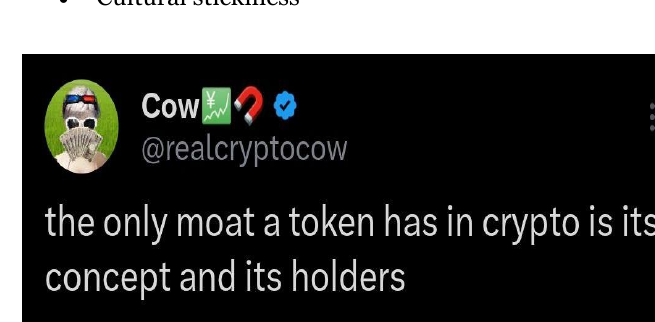 • Cultural stickiness
Cow💹🧲
@realcryptocow
the only moat a token has in crypto is its
concept and its holders